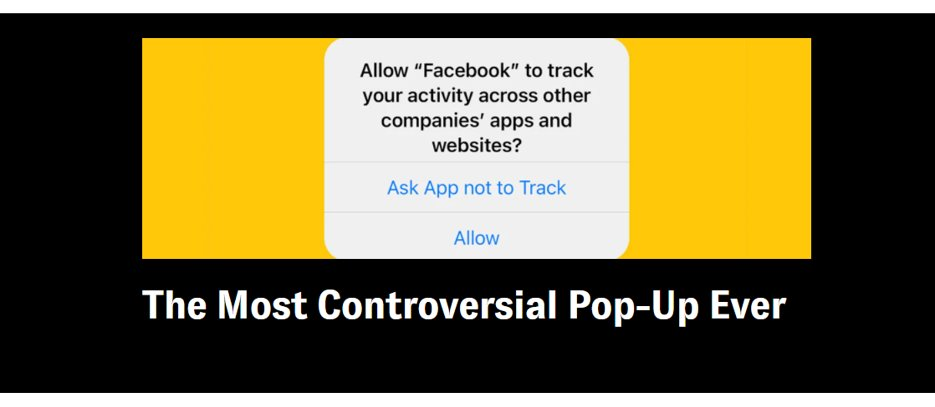 Allow “Facebook” to track
your activity across other
companies’ apps and
websites?
Ask App not to Track
Allow
The Most Controversial Pop-Up Ever